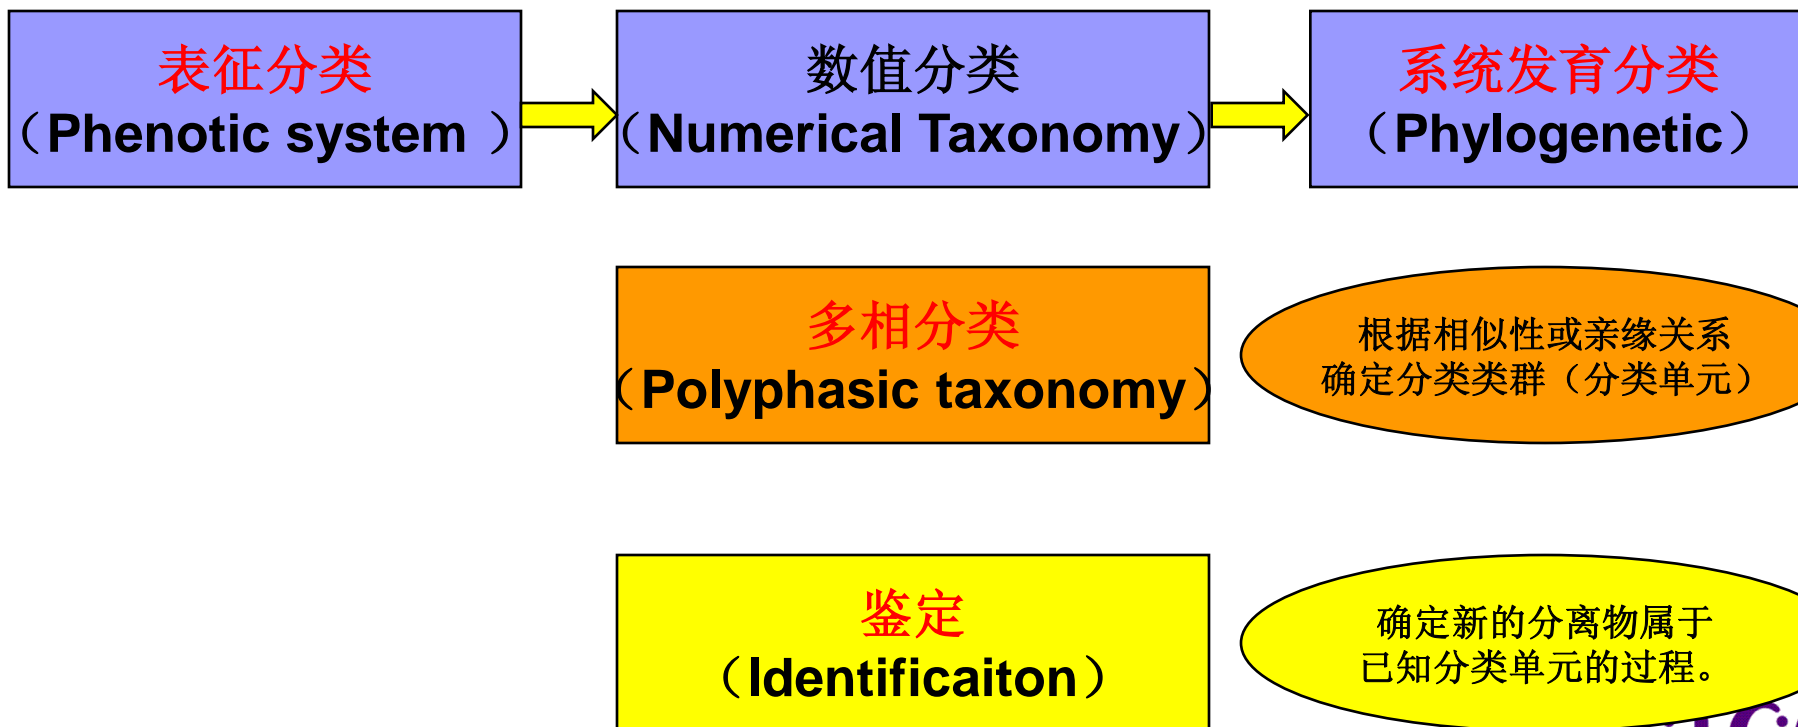 表征分类
（Phenotic system ）
数值分类
（Numerical Taxonomy）
系统发育分类
（Phylogenetic）
多相分类
（Polyphasic taxonomy）
根据相似性或亲缘关系
确定分类类群（分类单元）
鉴定
（Identificaiton）
确定新的分离物属于
已知分类单元的过程。